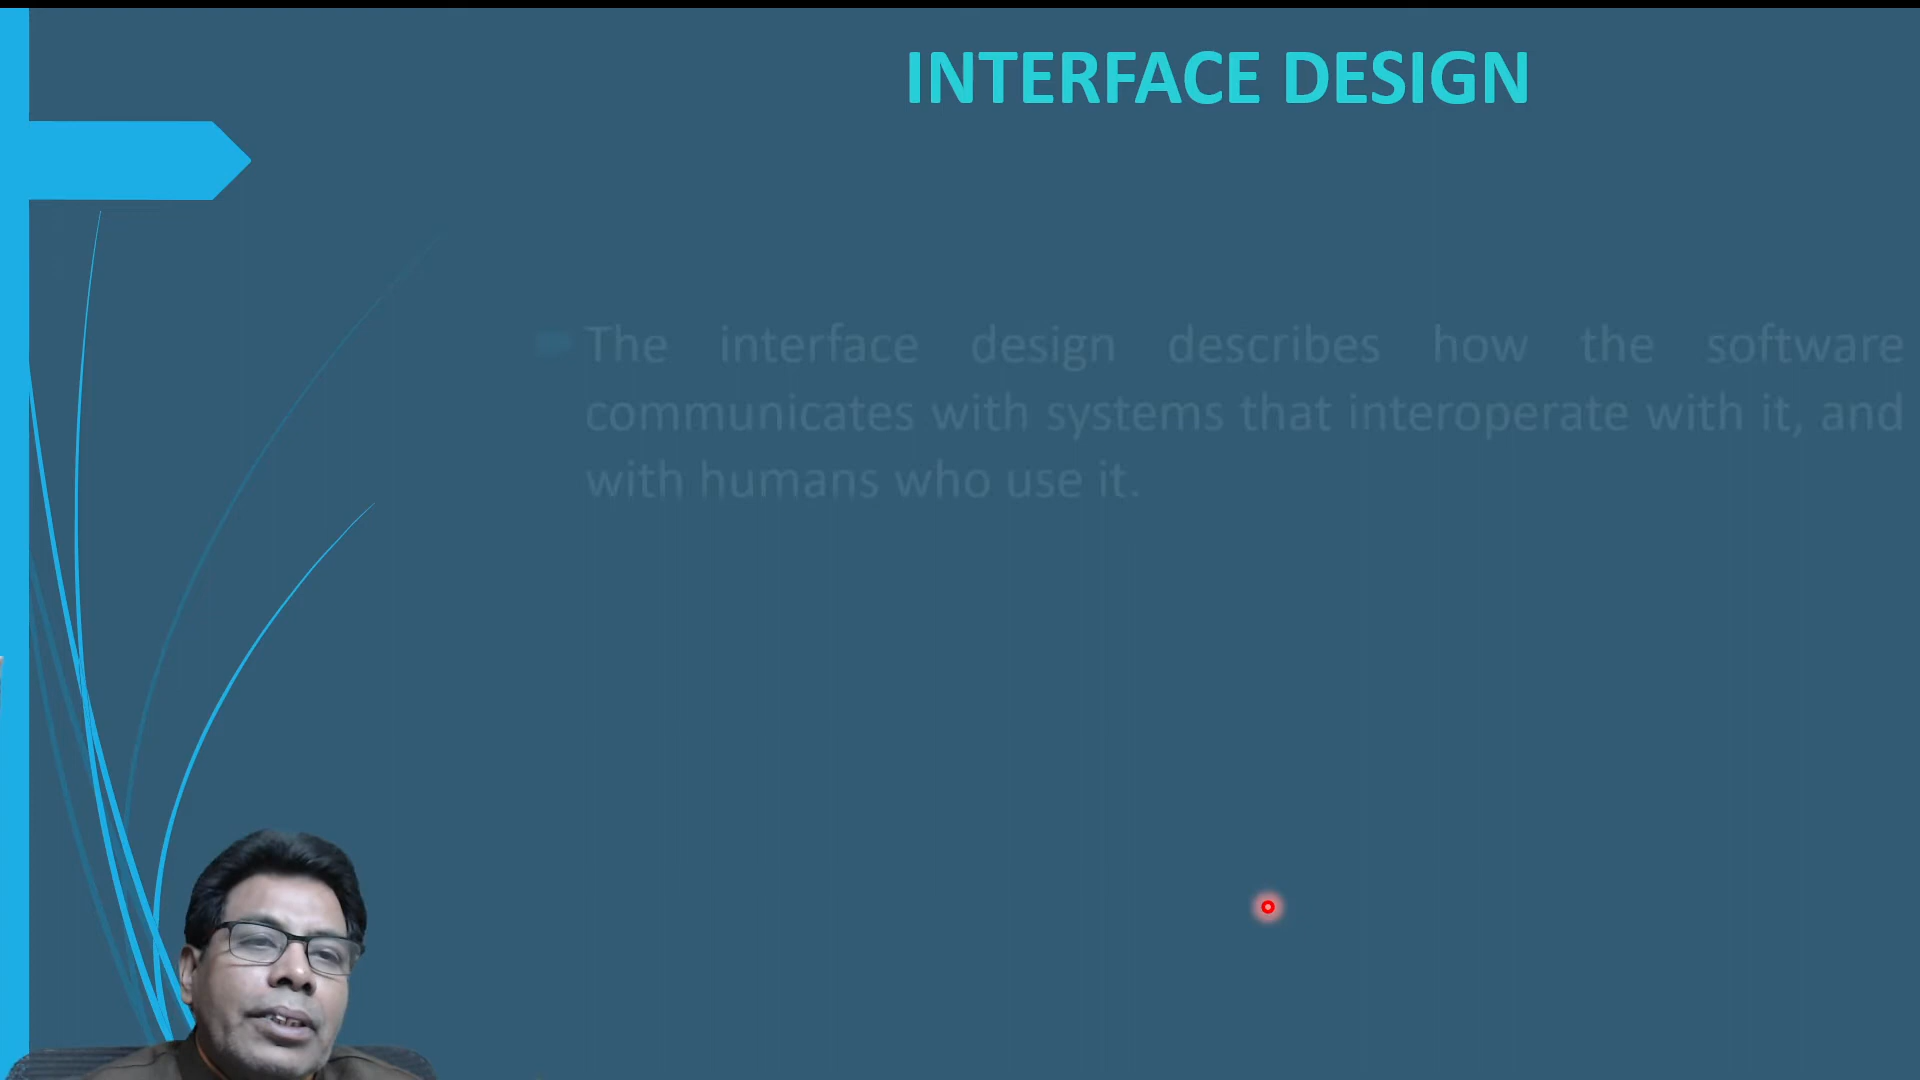 INTERFACE DESIGN
The interface design describes how the software
communicates with systems that interoperate with it, and
with humans who use it.